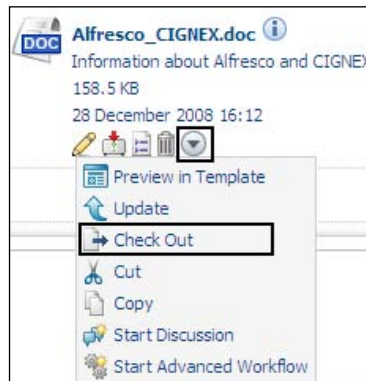 DOC
Alfresco_CIGNEX.doc
Information about Alfresco and CIGNEX
158.5 KB
28 December 2008 16:12
Preview in Template
Update
Check Out
Cut
Copy
Start Discussion
Start Advanced Workflow